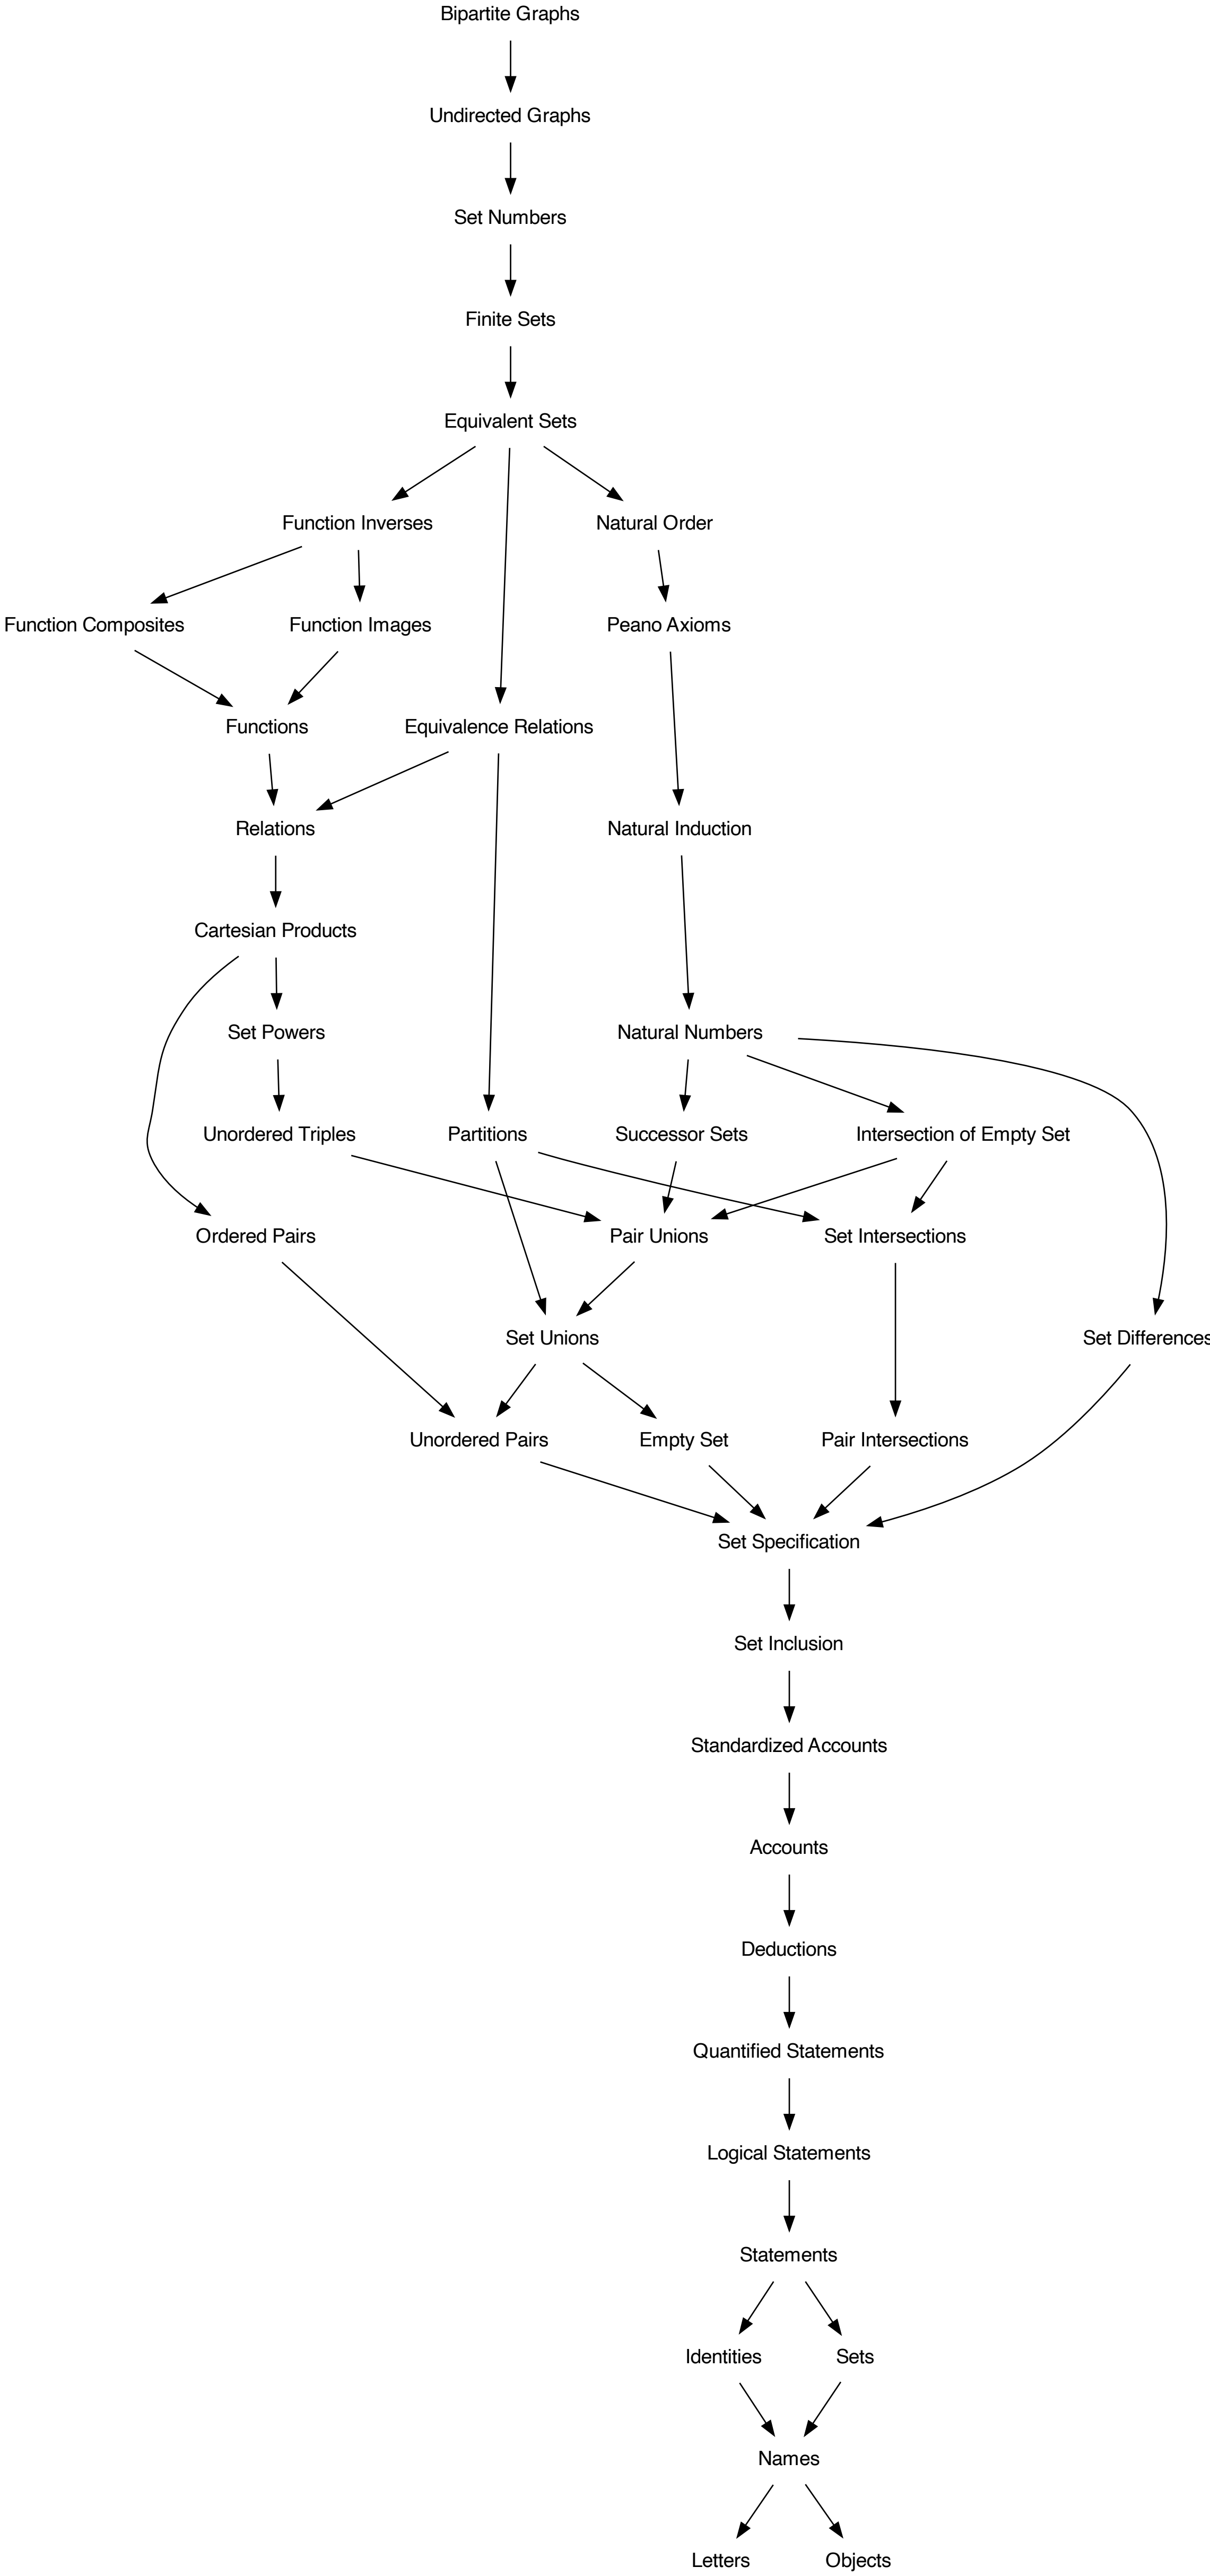 Bipartite Graphs
Undirected Graphs
Set Numbers
Finite Sets
Equivalent Sets
Function Inverses
Natural Order
Function Composites
Function Images
Peano Axioms
Functions
Equivalence Relations
Relations
Natural Induction
Cartesian Products
Set Powers
Natural Numbers
Unordered Triples
Partitions
Successor Sets
Intersection of Empty Set
Ordered Pairs
Pair Unions
Set Intersections
Set Unions
Set Differences
Unordered Pairs
Empty Set
Pair Intersections
Set Specification
Set Inclusion
Standardized Accounts
Accounts
Deductions
Quantified Statements
Logical Statements
Statements
Identities
Sets
Names
Letters
Objects